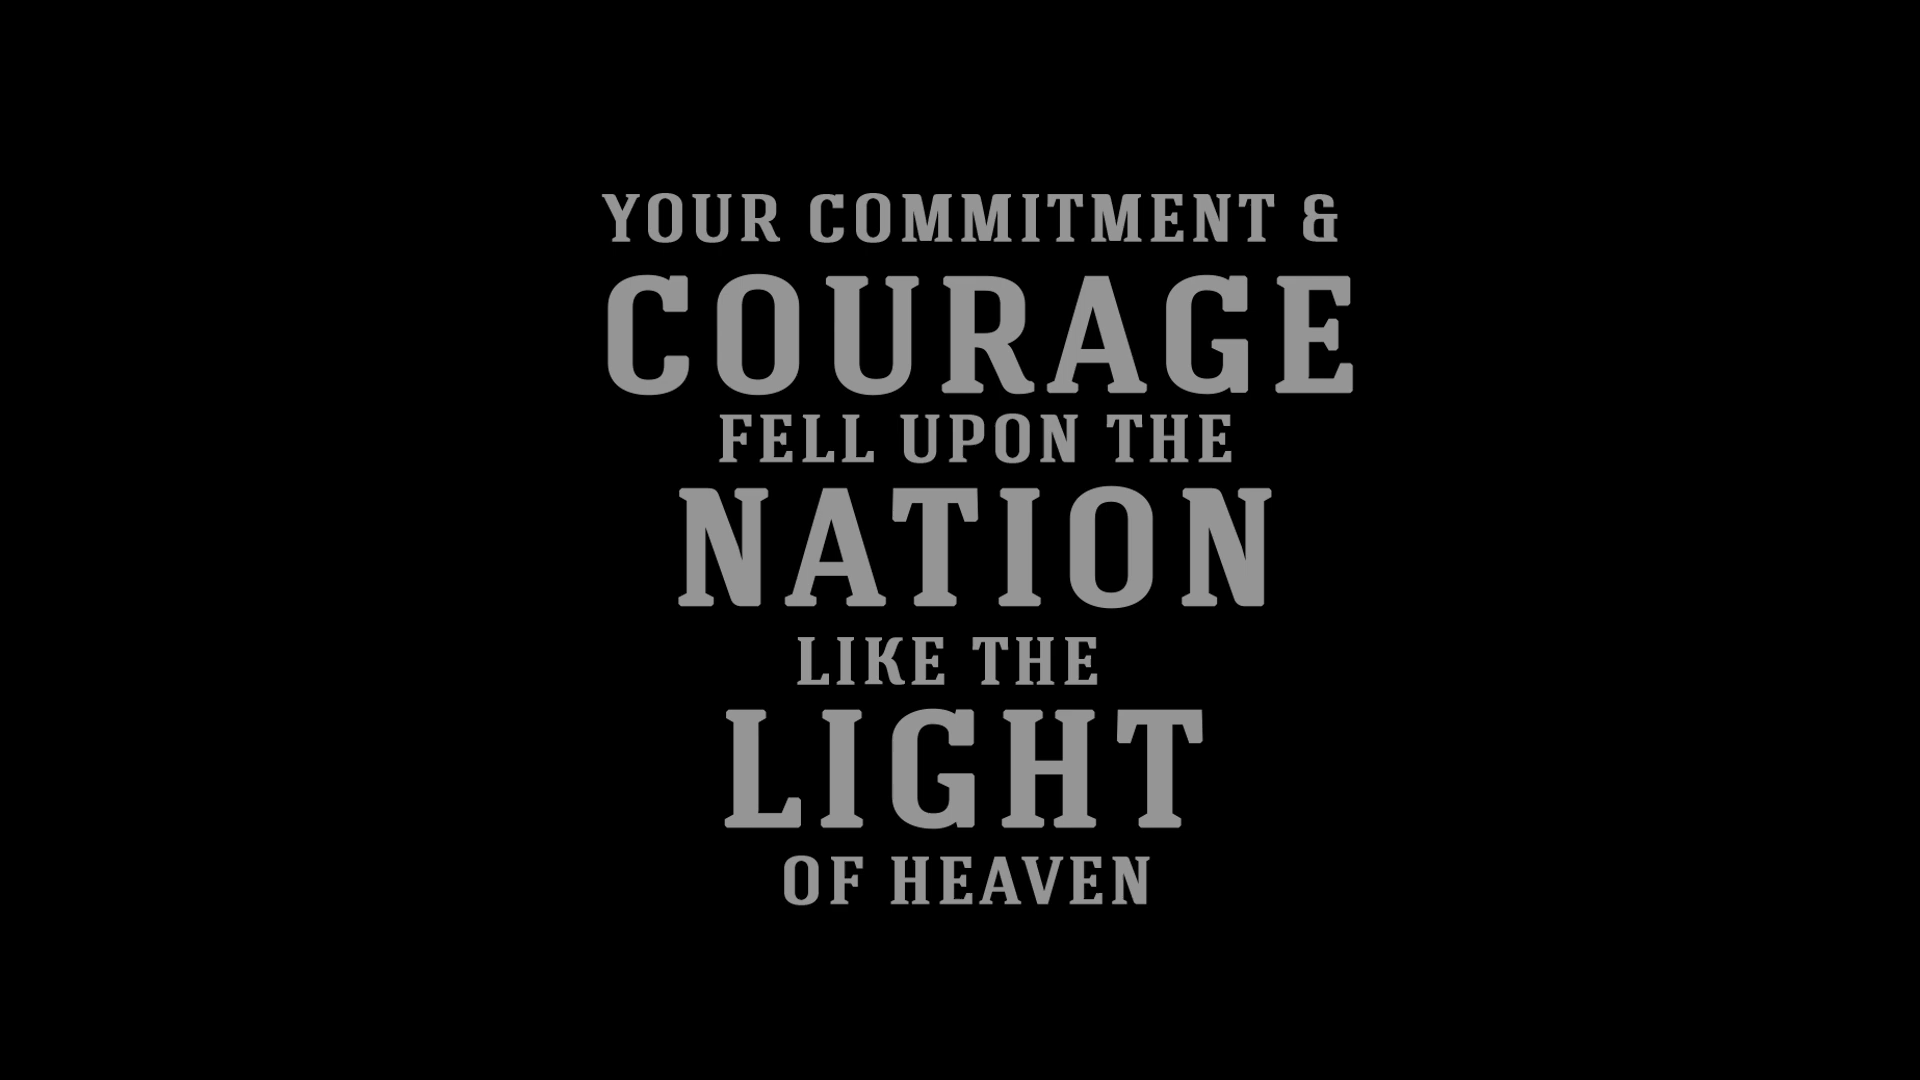 YOUR COMMITMENT &
COURAGE
FELL UPON THE
NATION
LIKE THE
LIGHT
OF HEAVEN